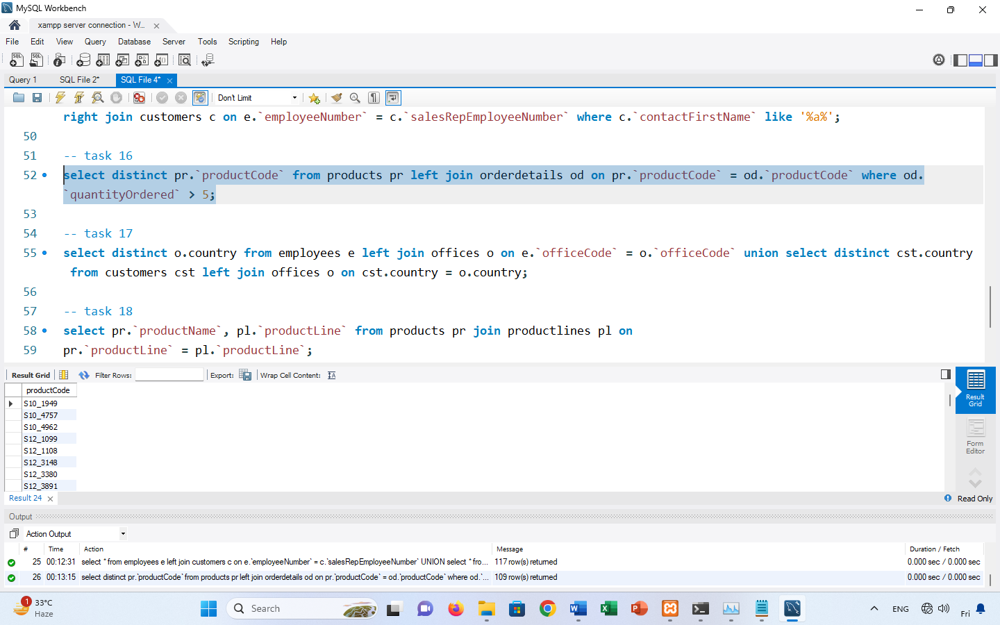 MySQL Workbench
xampp server connection - W...
File Edit View Query Database Server Tools Scripting Help
Query 1 SQL File 2* SQL File 4*
Don't Limit
right join customers c on e.`employeeNumber` = c.`salesRepEmployeeNumber` where c.`contactFirstName` like '%a%';
50
51 -- task 16
52 select distinct pr.`productCode` from products pr left join orderdetails od on pr.`productCode` = od.`productCode` where od.
`quantityOrdered` > 5;
53
54 -- task 17
55 select distinct o.country from employees e left join offices o on e.`officeCode` = o.`officeCode` union select distinct cst.country
from customers cst left join offices o on cst.country = o.country;
56
57 -- task 18
58 select pr.`productName`, pl.`productLine` from products pr join productlines pl on
59 pr.`productLine` = pl.`productLine`;
Result Grid Filter Rows: Export: Wrap Cell Content:
productCode
S10_1949
S10_4757
S10_4962
S12_1099
S12_1108
S12_3148
S12_3380
S12_3891
Result Grid
Form Editor
Result 24 Read Only
Output
Action Output
# Time Action Message Duration / Fetch
25 00:12:31 select * from employees e left join customers c on e.`employeeNumber` = c.`salesRepEmployeeNumber` UNION select * fro... 117 row(s) returned 0.000 sec / 0.000 sec
26 00:13:15 select distinct pr.`productCode` from products pr left join orderdetails od on pr.`productCode` = od.`productCode` where od.`... 109 row(s) returned 0.000 sec / 0.000 sec
1 33°C
Haze
Search
ENG
Fri